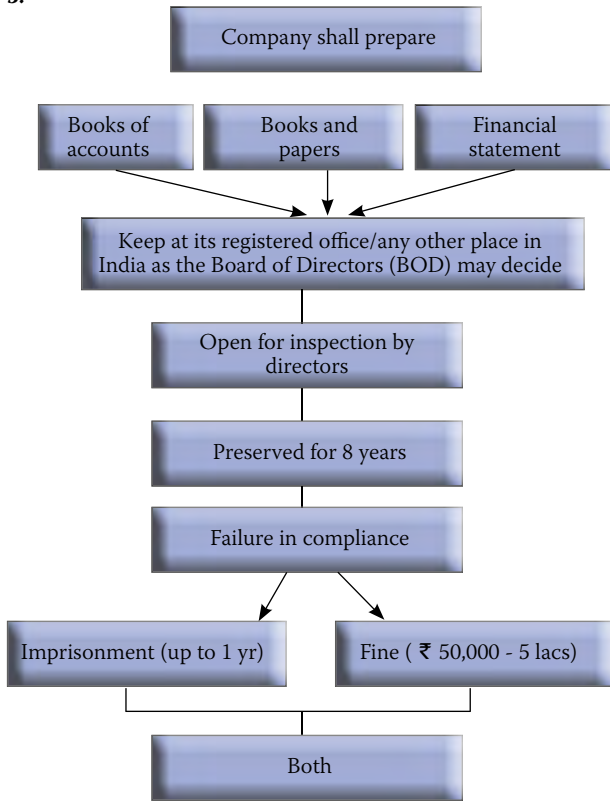 Company shall prepare
Books of
accounts
Books and
papers
Financial
statement
Keep at its registered office/any other place in
India as the Board of Directors (BOD) may decide
Open for inspection by
directors
Preserved for 8 years
Failure in compliance
Imprisonment (up to 1 yr)
Fine ( ₹ 50,000 - 5 lacs)
Both